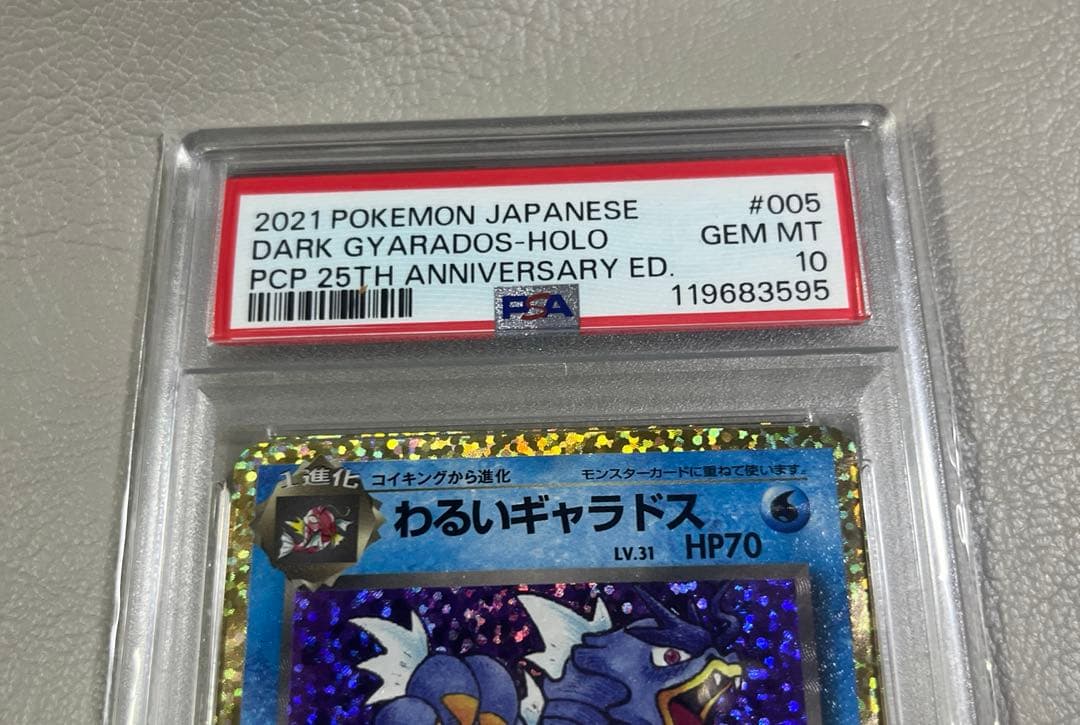 2021 POKEMON JAPANESE #005
DARK GYARADOS-HOLO GEM MT
PCP 25TH ANNIVERSARY ED. 10
PSA 119683595
1進化 コイキングから進化 モンスターカードに重ねて使います。
わるいギャラドス
LV.31 HP70